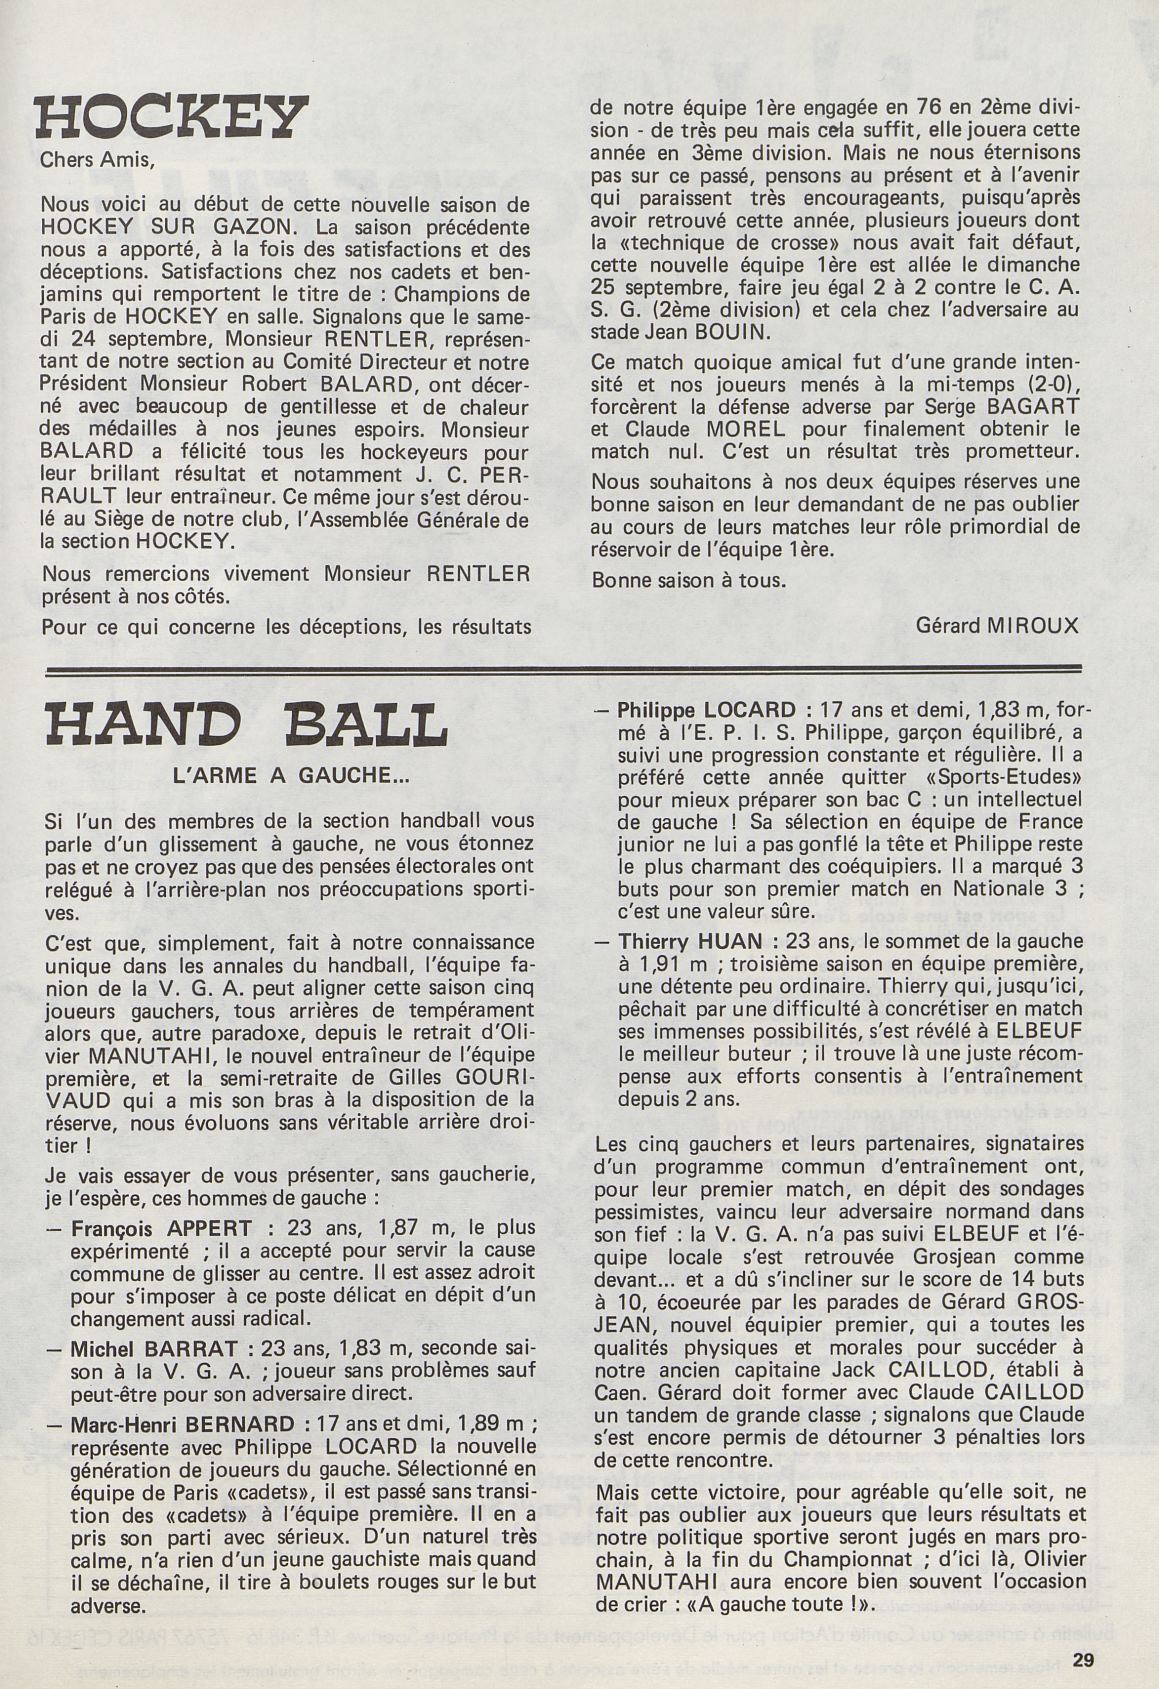 HOCKEY
Chers Amis,
Nous voici au début de cette nouvelle saison de
HOCKEY SUR GAZON. La saison précédente
nous a apporté, à la fois des satisfactions et des
déceptions. Satisfactions chez nos cadets et ben-
jamins qui remportent le titre de : Champions de
Paris de HOCKEY en salle. Signalons que le same-
di 24 septembre, Monsieur RENTLER, représen-
tant de notre section au Comité Directeur et notre
Président Monsieur Robert BALARD, ont décer-
né avec beaucoup de gentillesse et de chaleur
des médailles à nos jeunes espoirs. Monsieur
BALARD a félicité tous les hockeyeurs pour
leur brillant résultat et notamment J. C. PER-
RAULT leur entraîneur. Ce même jour s'est dérou-
lé au Siège de notre club, l'Assemblée Générale de
la section HOCKEY.
Nous remercions vivement Monsieur RENTLER
présent à nos côtés.
Pour ce qui concerne les déceptions, les résultats
de notre équipe 1ère engagée en 76 en 2ème divi-
sion - de très peu mais cela suffit, elle jouera cette
année en 3ème division. Mais ne nous éternisons
pas sur ce passé, pensons au présent et à l'avenir
qui paraissent très encourageants, puisqu'après
avoir retrouvé cette année, plusieurs joueurs dont
la «technique de crosse» nous avait fait défaut,
cette nouvelle équipe 1ère est allée le dimanche
25 septembre, faire jeu égal 2 à 2 contre le C. A.
S. G. (2ème division) et cela chez l'adversaire au
stade Jean BOUIN.
Ce match quoique amical fut d'une grande inten-
sité et nos joueurs menés à la mi-temps (2-0),
forcèrent la défense adverse par Serge BAGART
et Claude MOREL pour finalement obtenir le
match nul. C'est un résultat très prometteur.
Nous souhaitons à nos deux équipes réserves une
bonne saison en leur demandant de ne pas oublier
au cours de leurs matches leur rôle primordial de
réservoir de l'équipe 1ère.
Bonne saison à tous.
Gérard MIROUX
HAND BALL
L'ARME A GAUCHE...
Si l'un des membres de la section handball vous
parle d'un glissement à gauche, ne vous étonnez
pas et ne croyez pas que des pensées électorales ont
relégué à l'arrière-plan nos préoccupations sporti-
ves.
C'est que, simplement, fait à notre connaissance
unique dans les annales du handball, l'équipe fa-
nion de la V. G. A. peut aligner cette saison cinq
joueurs gauchers, tous arrières de tempérament
alors que, autre paradoxe, depuis le retrait d'Oli-
vier MANUTAHI, le nouvel entraîneur de l'équipe
première, et la semi-retraite de Gilles GOURI-
VAUD qui a mis son bras à la disposition de la
réserve, nous évoluons sans véritable arrière droi-
tier !
Je vais essayer de vous présenter, sans gaucherie,
je l'espère, ces hommes de gauche :
— François APPERT : 23 ans, 1,87 m, le plus
expérimenté ; il a accepté pour servir la cause
commune de glisser au centre. Il est assez adroit
pour s'imposer à ce poste délicat en dépit d'un
changement aussi radical.
— Michel BARRAT : 23 ans, 1,83 m, seconde sai-
son à la V. G. A. ; joueur sans problèmes sauf
peut-être pour son adversaire direct.
— Marc-Henri BERNARD : 17 ans et dmi, 1,89 m ;
représente avec Philippe LOCARD la nouvelle
génération de joueurs du gauche. Sélectionné en
équipe de Paris «cadets», il est passé sans transi-
tion des «cadets» à l'équipe première. Il en a
pris son parti avec sérieux. D'un naturel très
calme, n'a rien d'un jeune gauchiste mais quand
il se déchaîne, il tire à boulets rouges sur le but
adverse.
— Philippe LOCARD : 17 ans et demi, 1,83 m, for-
mé à l'E. P. I. S. Philippe, garçon équilibré, a
suivi une progression constante et régulière. Il a
préféré cette année quitter «Sports-Etudes»
pour mieux préparer son bac C : un intellectuel
de gauche ! Sa sélection en équipe de France
junior ne lui a pas gonflé la tête et Philippe reste
le plus charmant des coéquipiers. Il a marqué 3
buts pour son premier match en Nationale 3 ;
c'est une valeur sûre.
— Thierry HUAN : 23 ans, le sommet de la gauche
à 1,91 m ; troisième saison en équipe première,
une détente peu ordinaire. Thierry qui, jusqu'ici,
pêchait par une difficulté à concrétiser en match
ses immenses possibilités, s'est révélé à ELBEUF
le meilleur buteur ; il trouve là une juste récom-
pense aux efforts consentis à l'entraînement
depuis 2 ans.
Les cinq gauchers et leurs partenaires, signataires
d'un programme commun d'entraînement ont,
pour leur premier match, en dépit des sondages
pessimistes, vaincu leur adversaire normand dans
son fief : la V. G. A. n'a pas suivi ELBEUF et l'é-
quipe locale s'est retrouvée Grosjean comme
devant... et a dû s'incliner sur le score de 14 buts
à 10, écoeurée par les parades de Gérard GROS-
JEAN, nouvel équipier premier, qui a toutes les
qualités physiques et morales pour succéder à
notre ancien capitaine Jack CAILLOD, établi à
Caen. Gérard doit former avec Claude CAILLOD
un tandem de grande classe ; signalons que Claude
s'est encore permis de détourner 3 pénalties lors
de cette rencontre.
Mais cette victoire, pour agréable qu'elle soit, ne
fait pas oublier aux joueurs que leurs résultats et
notre politique sportive seront jugés en mars pro-
chain, à la fin du Championnat ; d'ici là, Olivier
MANUTAHI aura encore bien souvent l'occasion
de crier : «A gauche toute !».
29